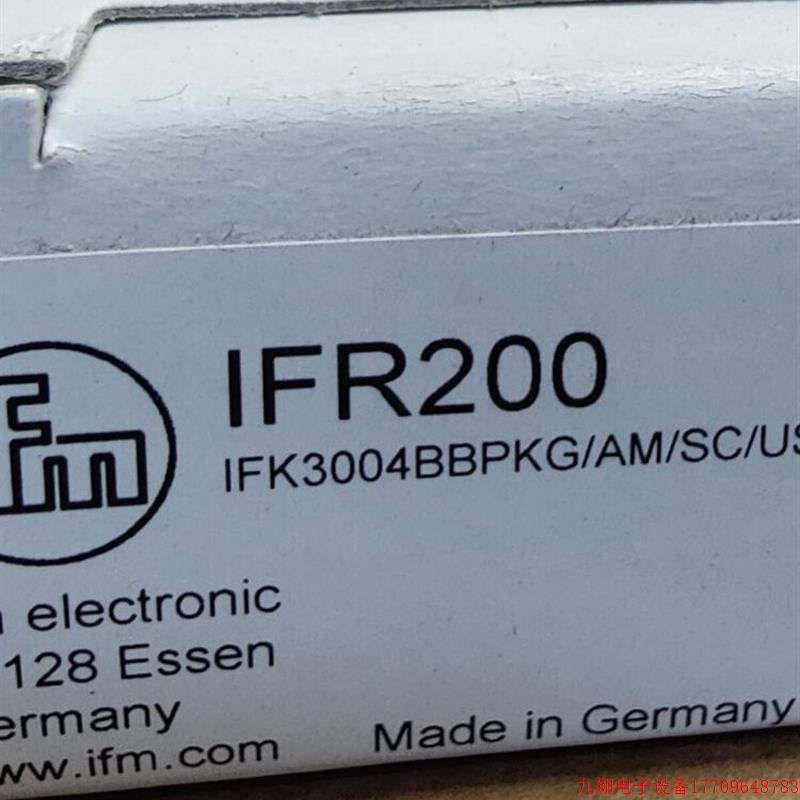 IFR200
IFK3004BBPKG/AM/SC/US
ifm
electronic
128 Essen
ermany
ww.ifm.com
Made in Germany
九翔电子设备17709648783